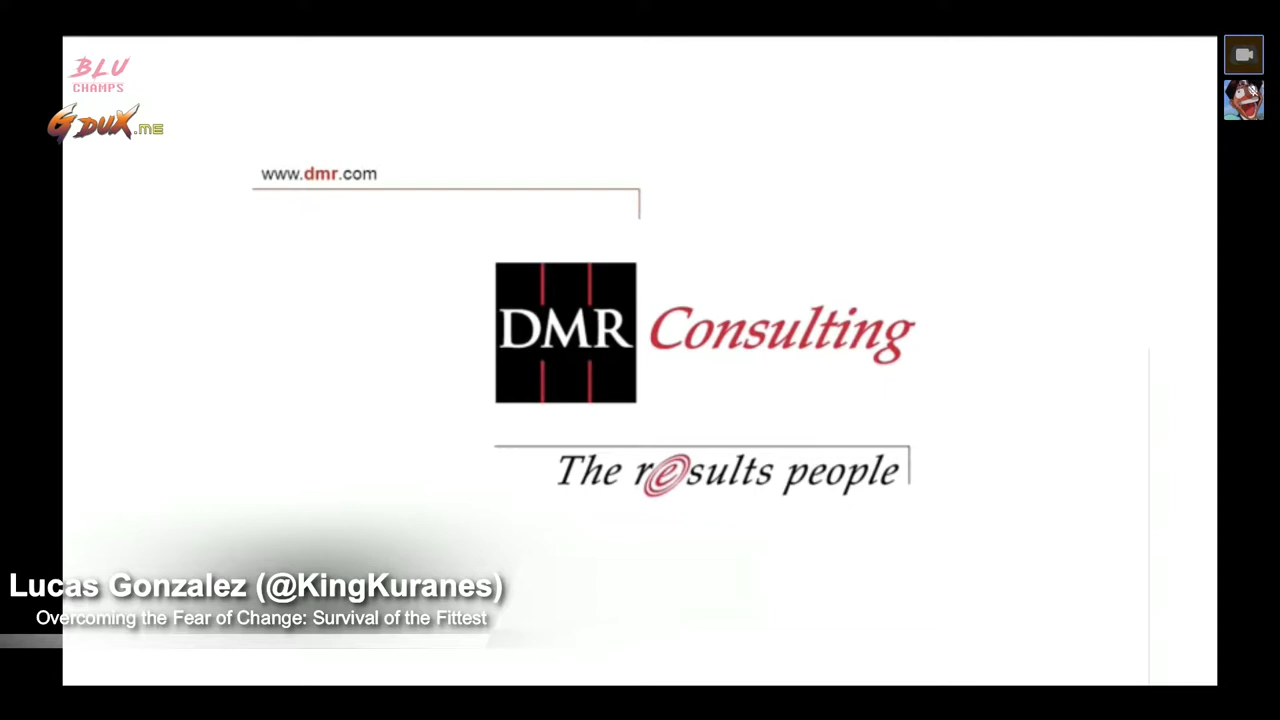 BLU
CHAMPS
G DUX.ME
www.dmr.com
DMR Consulting
The results people
Lucas Gonzalez (@KingKuranes)
Overcoming the Fear of Change: Survival of the Fittest